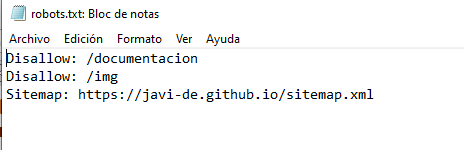 robots.txt: Bloc de notas
Archivo Edición Formato Ver Ayuda
Disallow: /documentacion
Disallow: /img
Sitemap: https://javi-de.github.io/sitemap.xml